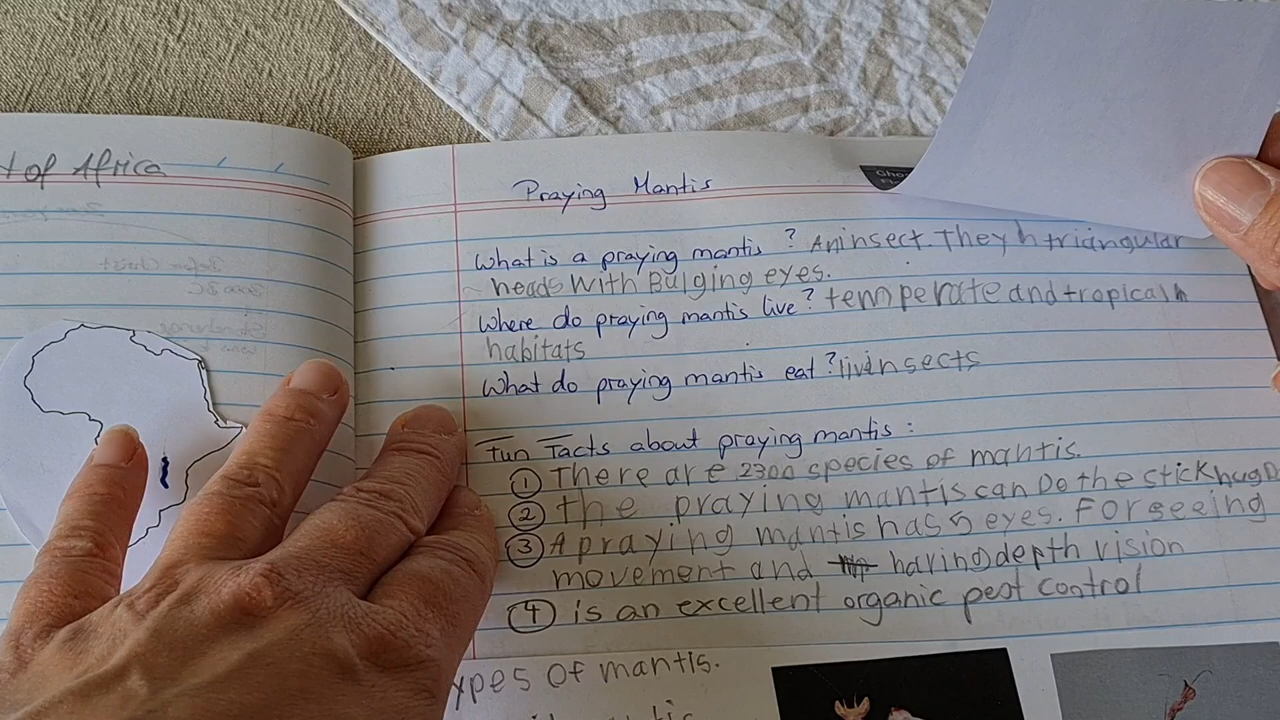 t of Africa
Praying Mantis
What is a praying mantis ? An insect. They h triangular
heads with Bulging eyes.
Where do praying mantis live? temperate and tropical h
habitats
What do praying mantis eat ? livinsects
Fun Facts about praying mantis :
① There are 2300 species of mantis.
② the praying mantis can Do the stick hug D
③ A praying mantis has 5 eyes. For seeing
movement and having depth vision
④ is an excellent organic pest control
ypes of mantis.